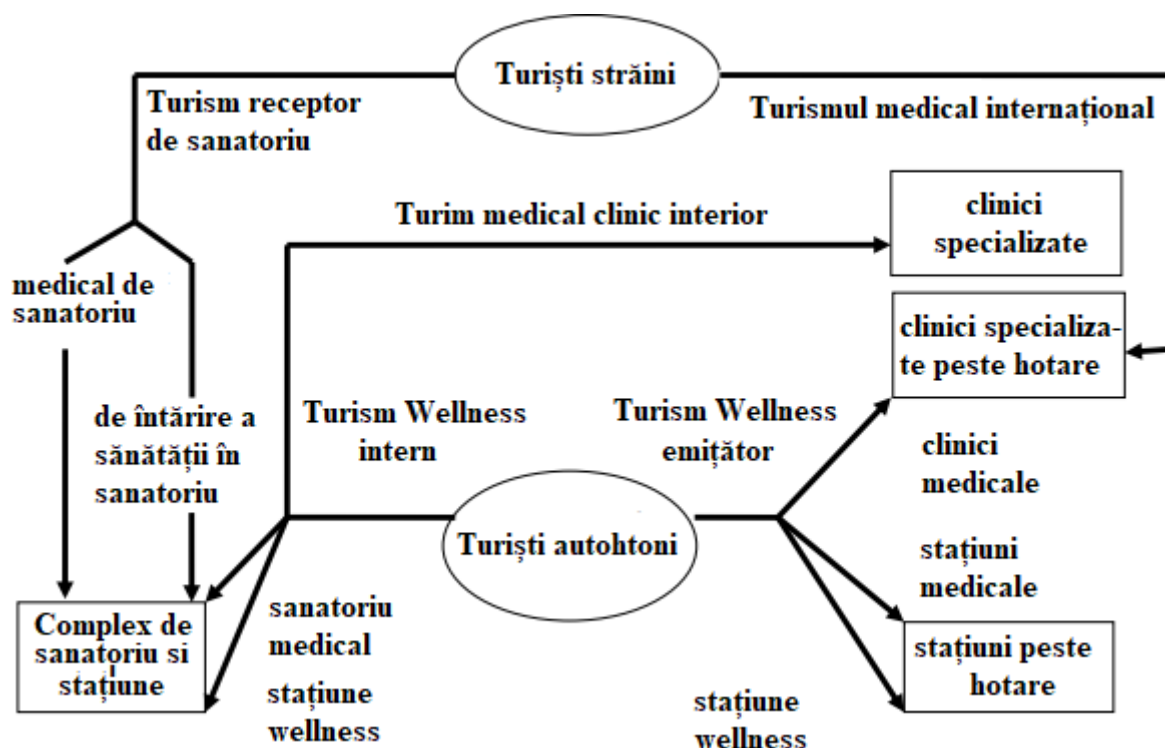 Turiști străini
Turism receptor
de sanatoriu
Turismul medical internațional
Turim medical clinic interior
clinici
specializate
medical de
sanatoriu
clinici specializa-
te peste hotare
de întărire a
sănătății în
sanatoriu
Turism Wellness
intern
Turism Wellness
emițător
clinici
medicale
Turiști autohtoni
stațiuni
medicale
Complex de
sanatoriu si
stațiune
sanatoriu
medical
stațiune
wellness
stațiuni peste
hotare
stațiune
wellness